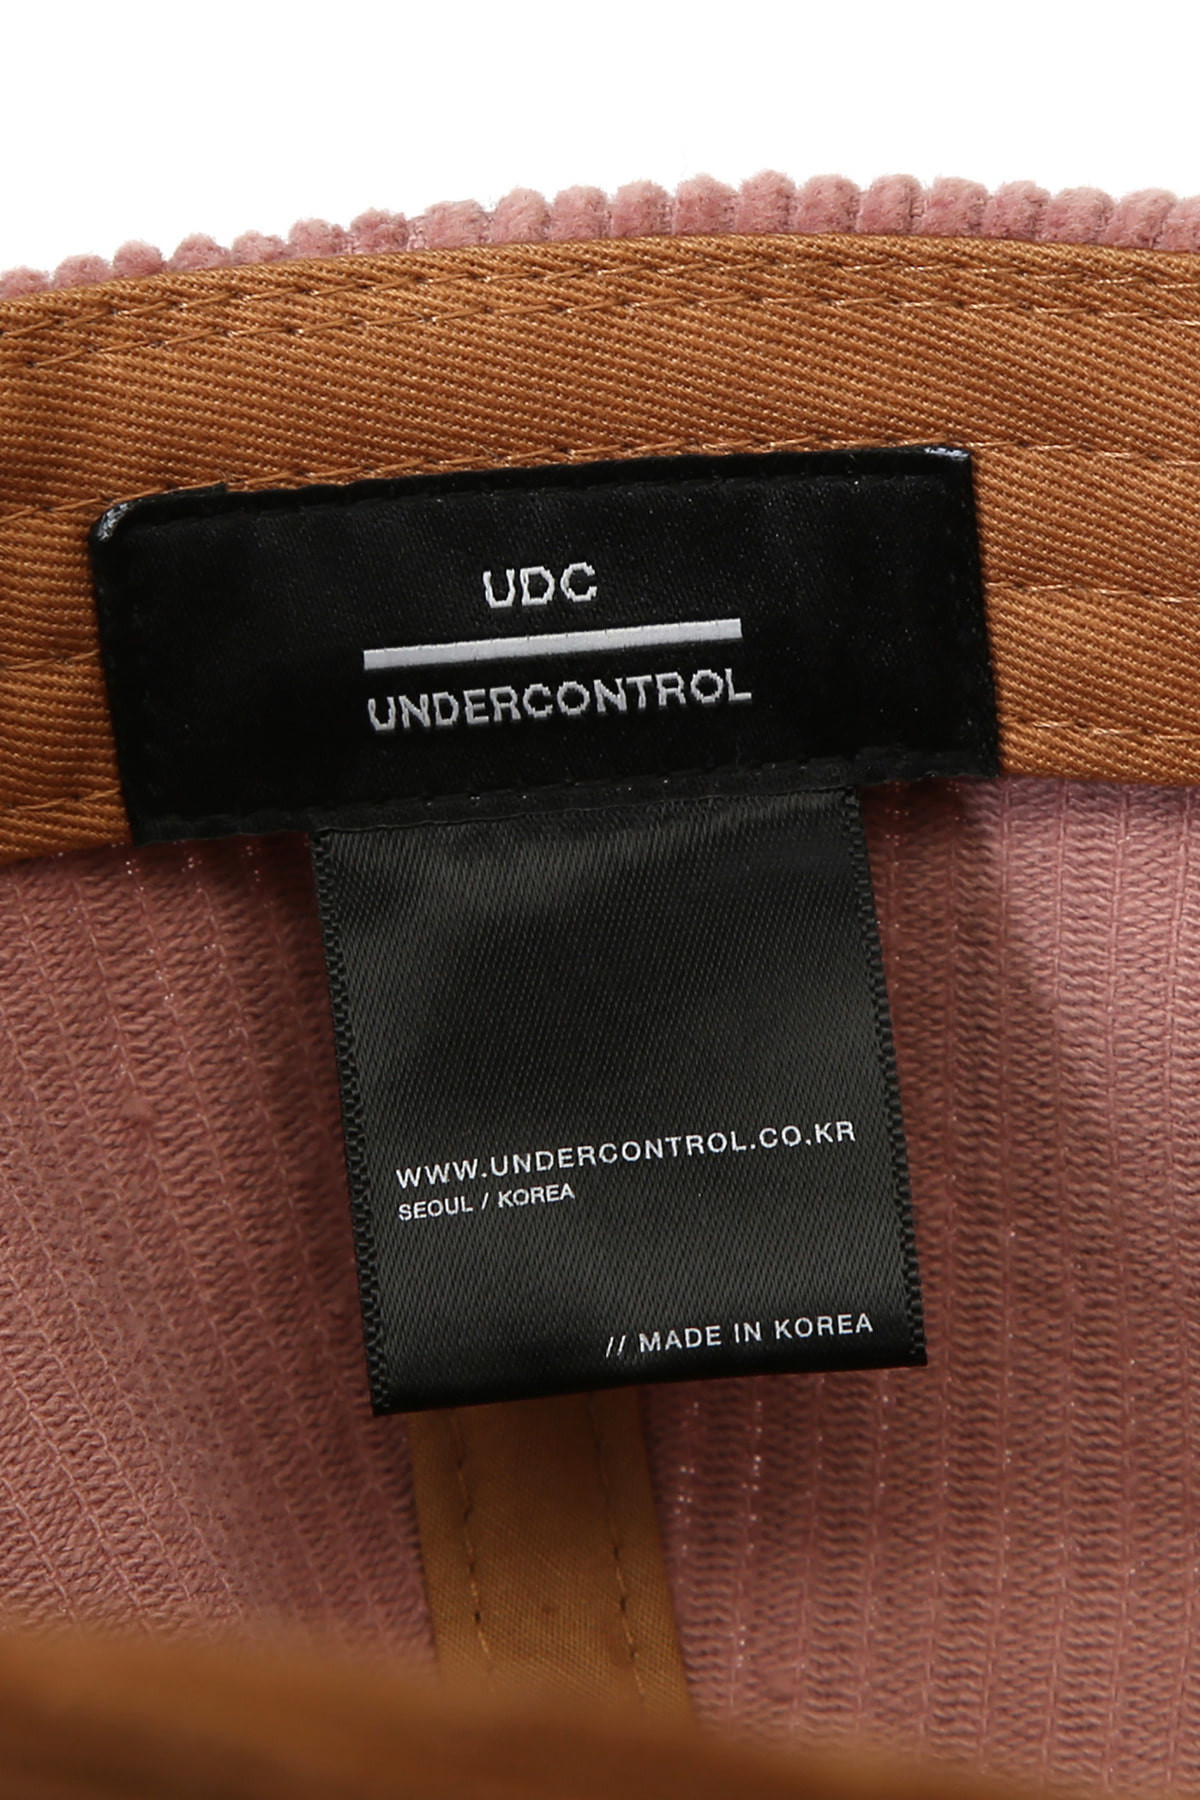 UDC
UNDERCONTROL
WWW.UNDERCONTROL.CO.KR
SEOUL / KOREA
// MADE IN KOREA